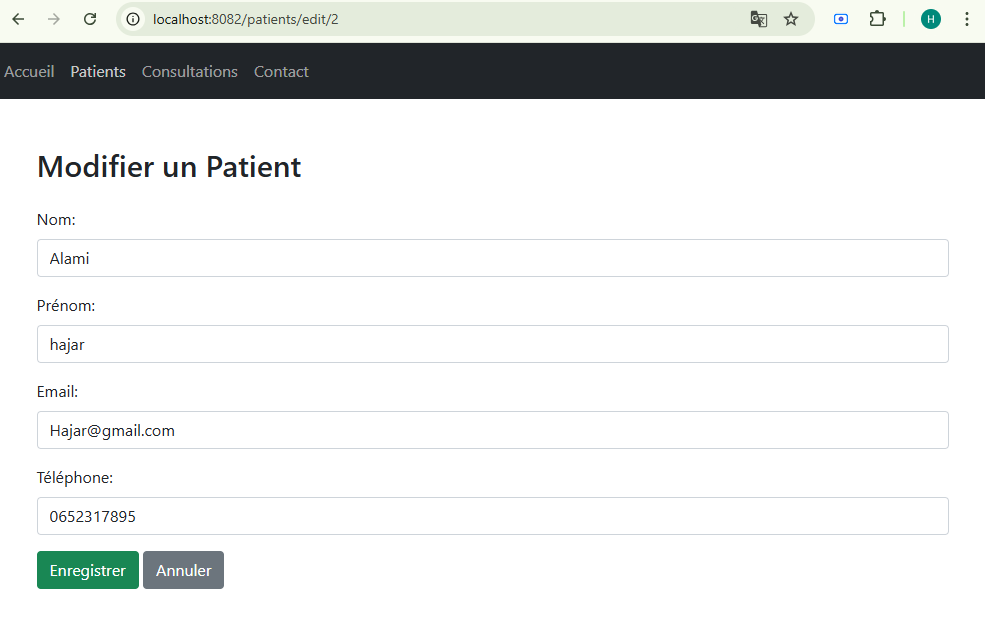 localhost:8082/patients/edit/2
H
Accueil Patients Consultations Contact
Modifier un Patient
Nom:
Alami
Prénom:
hajar
Email:
Hajar@gmail.com
Téléphone:
0652317895
Enregistrer Annuler